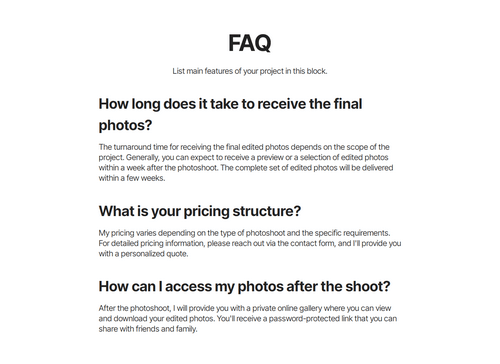 FAQ
List main features of your project in this block.
How long does it take to receive the final
photos?
The turnaround time for receiving the final edited photos depends on the scope of the
project. Generally, you can expect to receive a preview or a selection of edited photos
within a week after the photoshoot. The complete set of edited photos will be delivered
within a few weeks.
What is your pricing structure?
My pricing varies depending on the type of photoshoot and the specific requirements.
For detailed pricing information, please reach out via the contact form, and I'll provide you
with a personalized quote.
How can I access my photos after the shoot?
After the photoshoot, I will provide you with a private online gallery where you can view
and download your edited photos. You'll receive a password-protected link that you can
share with friends and family.